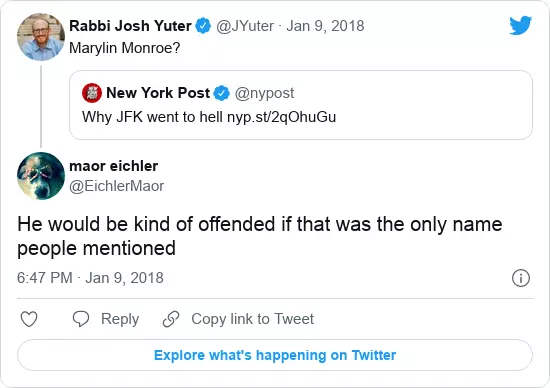 Rabbi Josh Yuter @JYuter · Jan 9, 2018
Marylin Monroe?
New York Post @nypost
Why JFK went to hell nyp.st/2qOhuGu
maor eichler
@EichlerMaor
He would be kind of offended if that was the only name
people mentioned
6:47 PM · Jan 9, 2018
Reply
Copy link to Tweet
Explore what's happening on Twitter